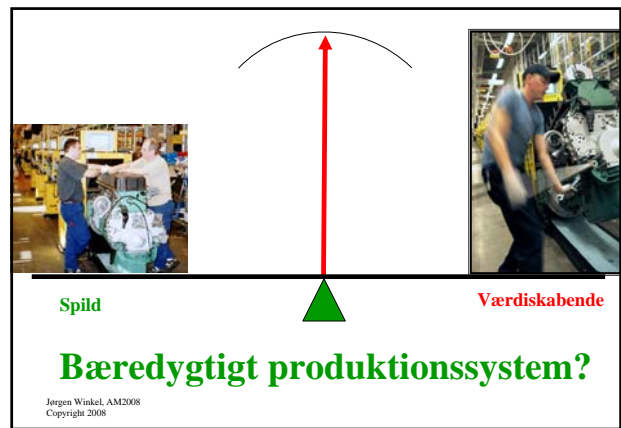 Spild
Værdiskabende
Bæredygtigt produktionssystem?
Jørgen Winkel, AM2008
Copyright 2008